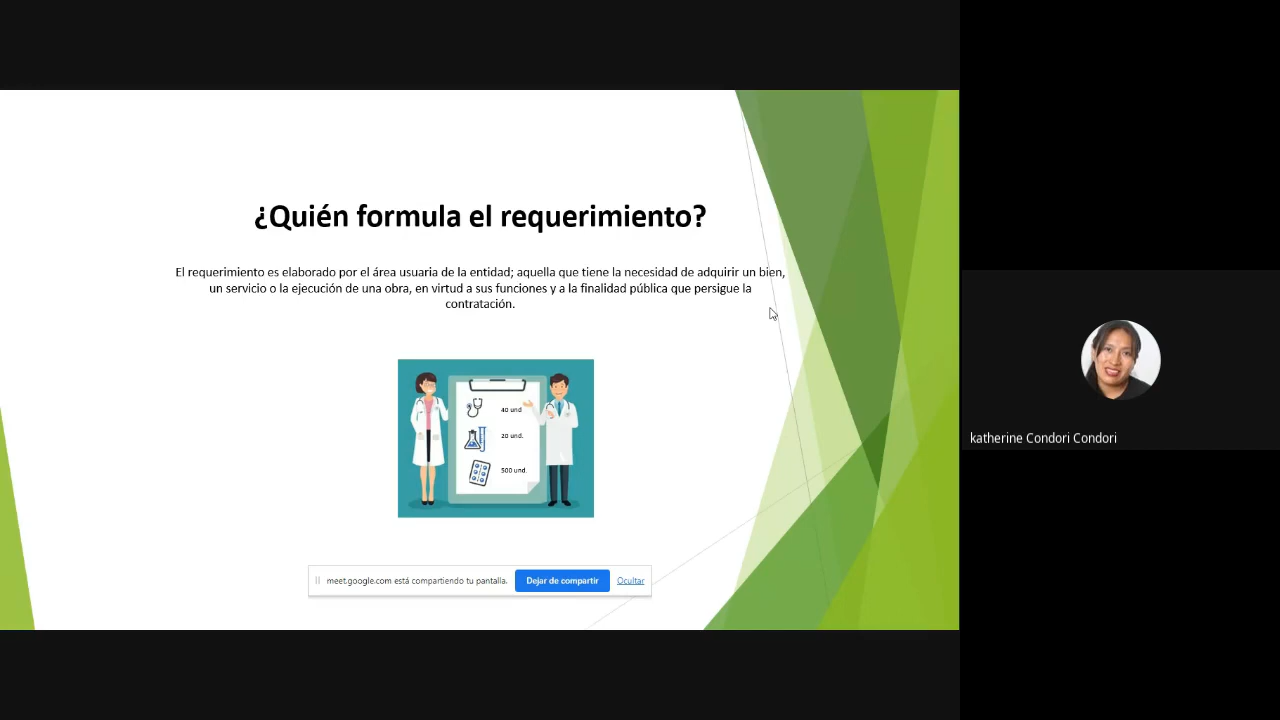 ¿Quién formula el requerimiento?
El requerimiento es elaborado por el área usuaria de la entidad; aquella que tiene la necesidad de adquirir un bien,
un servicio o la ejecución de una obra, en virtud a sus funciones y a la finalidad pública que persigue la
contratación.
40 und
20 und.
500 und.
meet.google.com está compartiendo tu pantalla. Dejar de compartir Ocultar
katherine Condori Condori